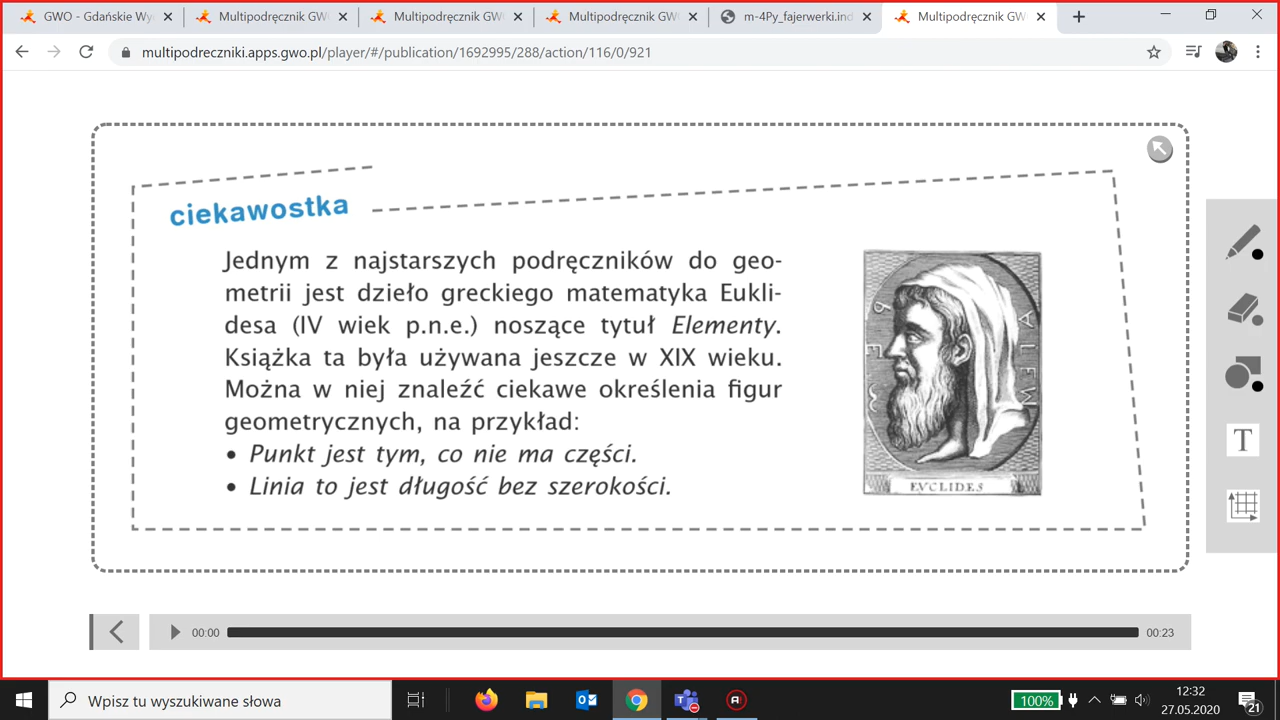 GWO - Gdańskie Wy
Multipodręcznik GW
Multipodręcznik GW
Multipodręcznik GW
m-4Py_fajerwerki.ind
Multipodręcznik GW
multipodreczniki.apps.gwo.pl/player/#/publication/1692995/288/action/116/0/921
ciekawostka
Jednym z najstarszych podręczników do geo-
metrii jest dzieło greckiego matematyka Eukli-
desa (IV wiek p.n.e.) noszące tytuł Elementy.
Książka ta była używana jeszcze w XIX wieku.
Można w niej znaleźć ciekawe określenia figur
geometrycznych, na przykład:
• Punkt jest tym, co nie ma części.
• Linia to jest długość bez szerokości.
EVCLIDES
T
00:00
00:23
Wpisz tu wyszukiwane słowa
100%
12:32
27.05.2020
21